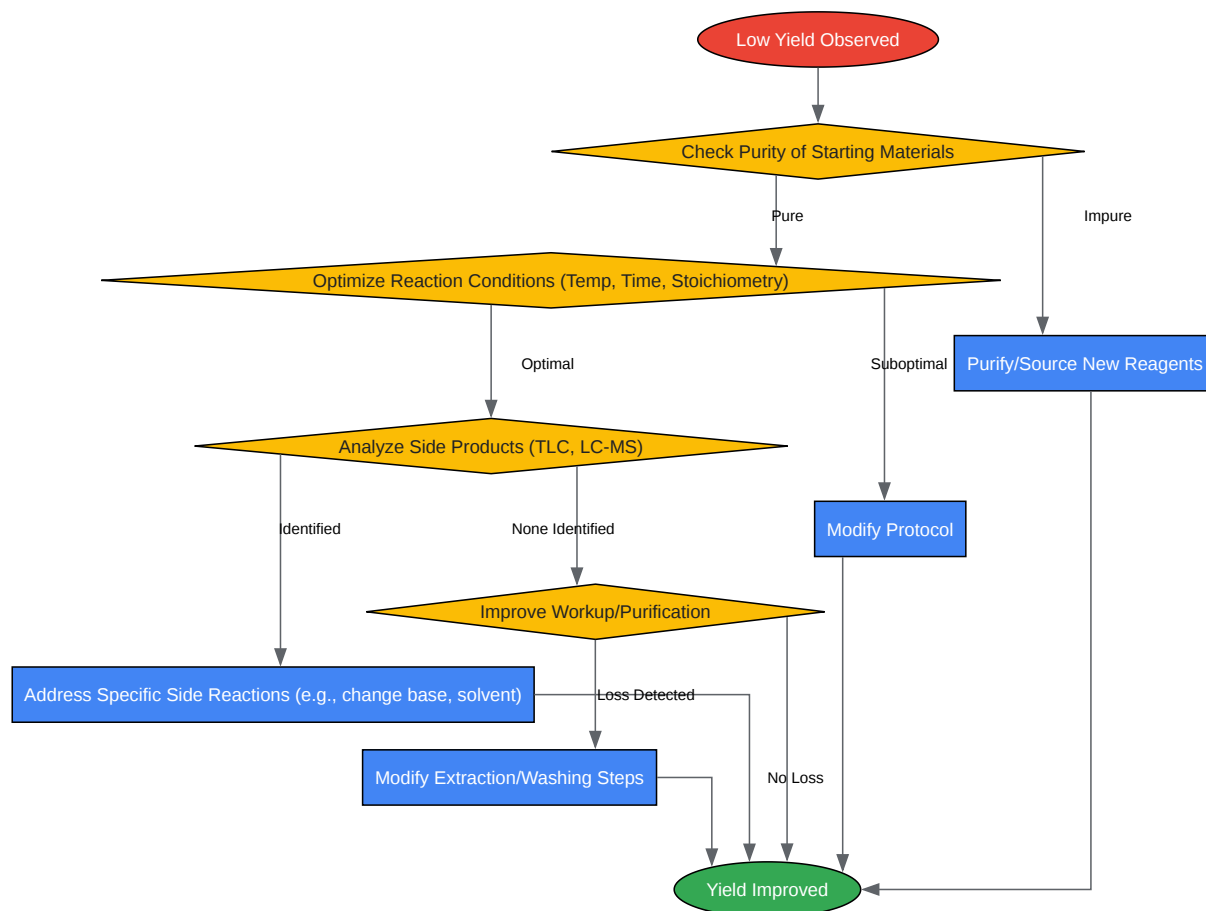 Low Yield Observed
Check Purity of Starting Materials
Pure
Impure
Optimize Reaction Conditions (Temp, Time, Stoichiometry)
Optimal
Suboptimal
Purify/Source New Reagents
Analyze Side Products (TLC, LC-MS)
Identified
None Identified
Modify Protocol
Improve Workup/Purification
Address Specific Side Reactions (e.g., change base, solvent)
Loss Detected
Modify Extraction/Washing Steps
No Loss
Yield Improved